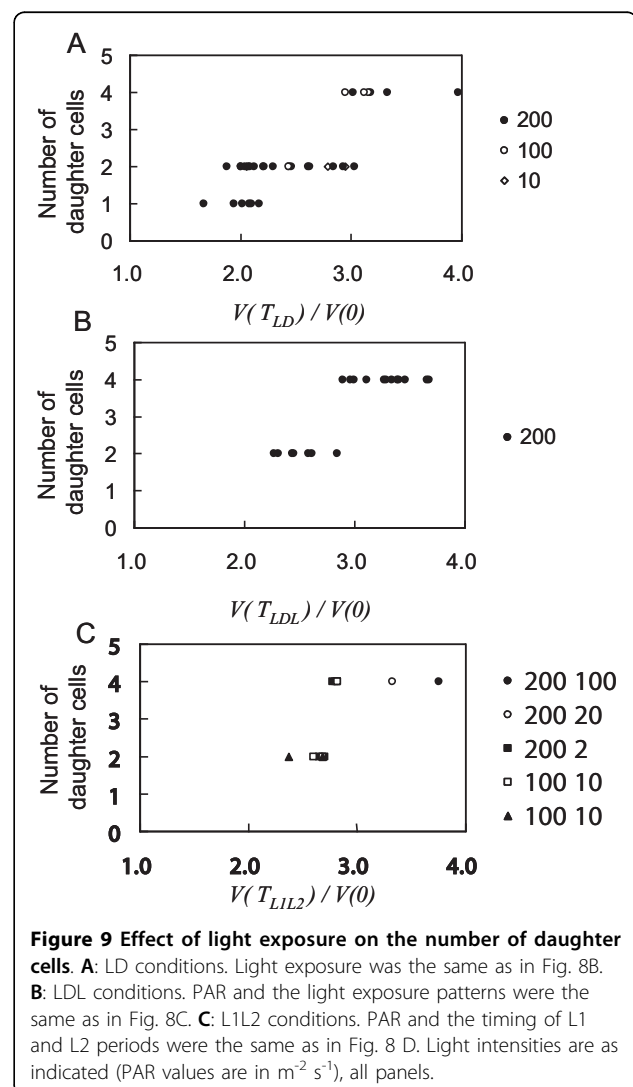 A
Number of
daughter cells
5
4
3
2
1
0
1.0 2.0 3.0 4.0
V(T_LD) / V(0)
200
100
10
B
Number of
daughter cells
5
4
3
2
1
0
1.0 2.0 3.0 4.0
V(T_LDL) / V(0)
200
C
Number of
daughter cells
5
4
3
2
1
0
1.0 2.0 3.0 4.0
V(T_L1L2) / V(0)
200 100
200 20
200 2
100 10
100 10
Figure 9 Effect of light exposure on the number of daughter
cells. A: LD conditions. Light exposure was the same as in Fig. 8B.
B: LDL conditions. PAR and the light exposure patterns were the
same as in Fig. 8C. C: L1L2 conditions. PAR and the timing of L1
and L2 periods were the same as in Fig. 8 D. Light intensities are as
indicated (PAR values are in m⁻² s⁻¹), all panels.